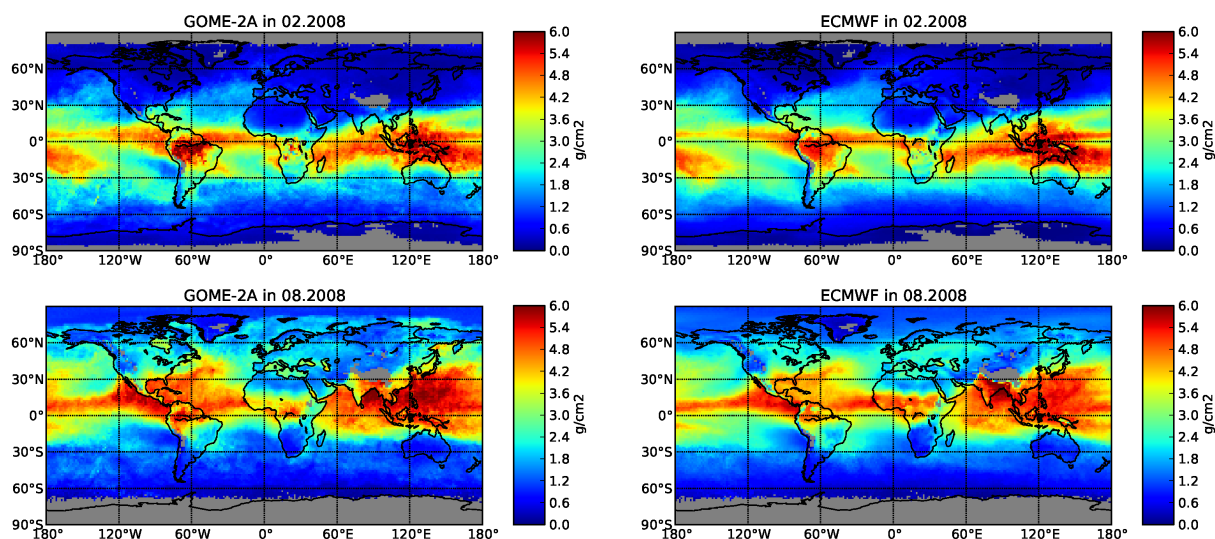 GOME-2A in 02.2008
60°N
30°N
0°
30°S
60°S
90°S
180°
120°W
60°W
0°
60°E
120°E
180°
6.0
5.4
4.8
4.2
3.6
3.0
2.4
1.8
1.2
0.6
0.0
g/cm2
ECMWF in 02.2008
60°N
30°N
0°
30°S
60°S
90°S
180°
120°W
60°W
0°
60°E
120°E
180°
6.0
5.4
4.8
4.2
3.6
3.0
2.4
1.8
1.2
0.6
0.0
g/cm2
GOME-2A in 08.2008
60°N
30°N
0°
30°S
60°S
90°S
180°
120°W
60°W
0°
60°E
120°E
180°
6.0
5.4
4.8
4.2
3.6
3.0
2.4
1.8
1.2
0.6
0.0
g/cm2
ECMWF in 08.2008
60°N
30°N
0°
30°S
60°S
90°S
180°
120°W
60°W
0°
60°E
120°E
180°
6.0
5.4
4.8
4.2
3.6
3.0
2.4
1.8
1.2
0.6
0.0
g/cm2